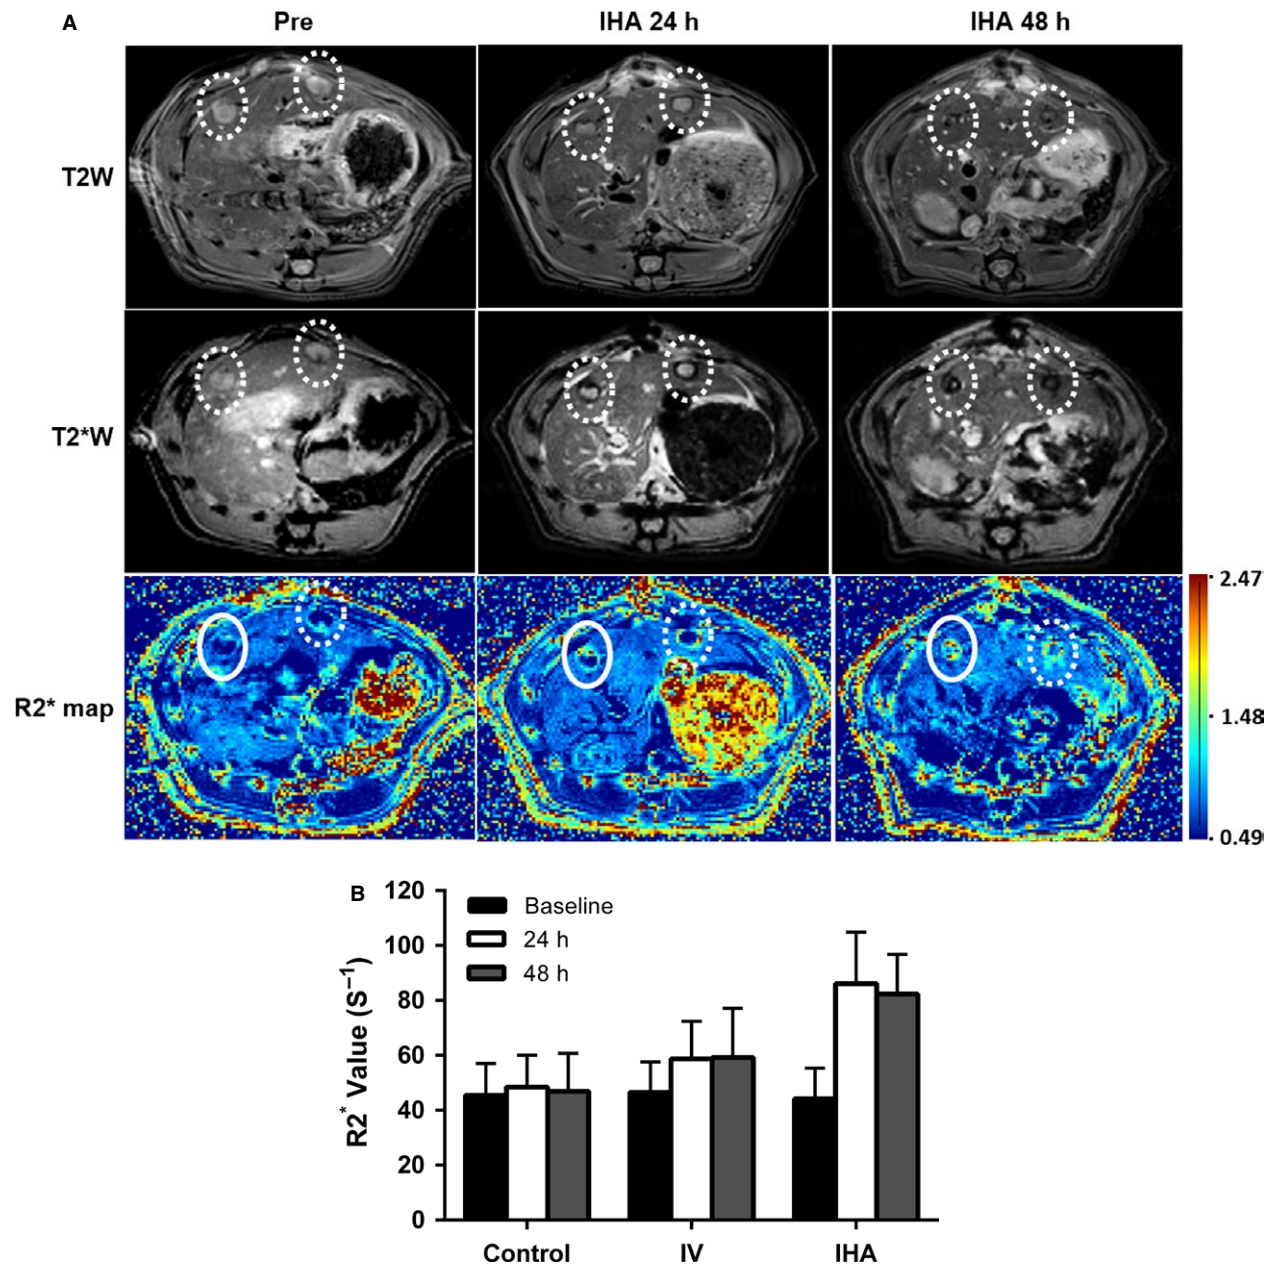 A
Pre
IHA 24 h
IHA 48 h
T2W
T2*W
R2* map
2.47
1.48
0.49
B
120
100
80
60
40
20
0
R2* Value (S−1)
Baseline
24 h
48 h
Control
IV
IHA